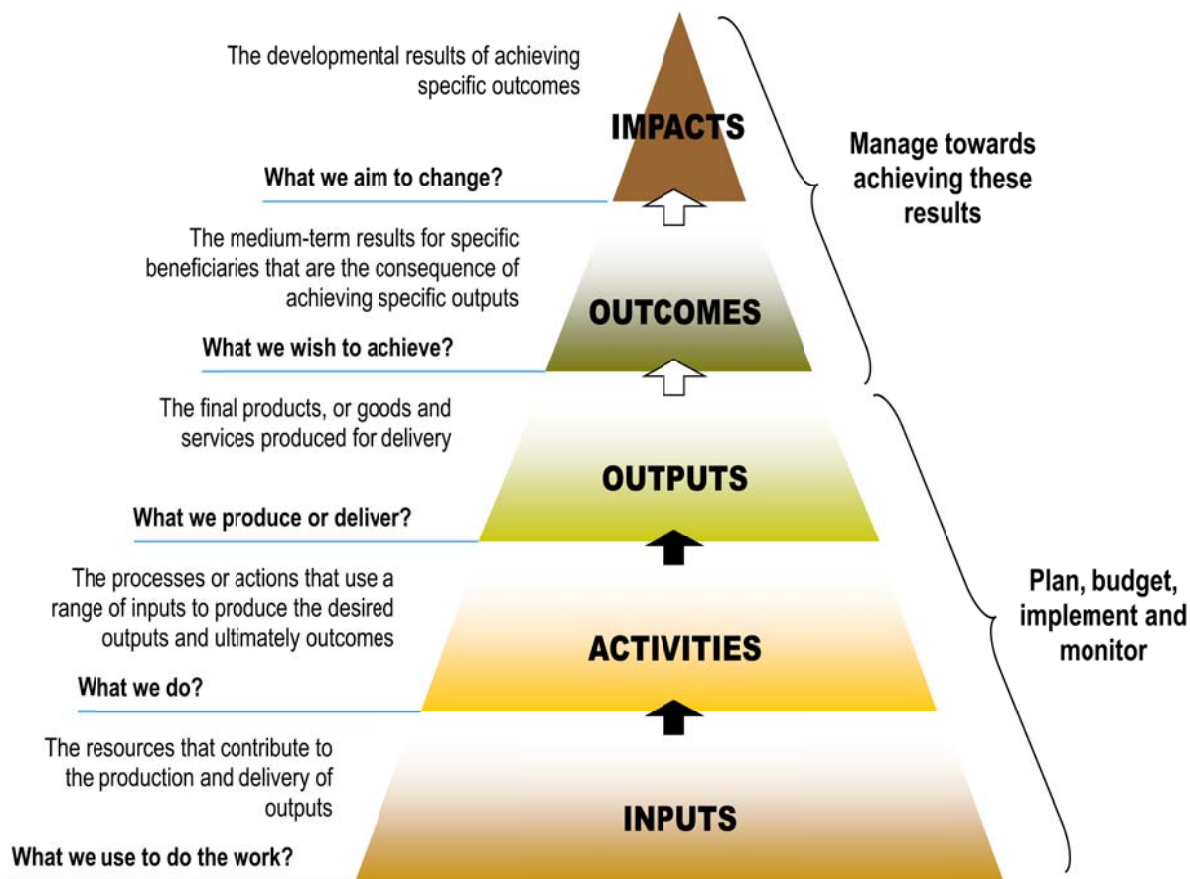 The developmental results of achieving
specific outcomes
IMPACTS
What we aim to change?
Manage towards
achieving these
results
The medium-term results for specific
beneficiaries that are the consequence of
achieving specific outputs
OUTCOMES
What we wish to achieve?
The final products, or goods and
services produced for delivery
OUTPUTS
What we produce or deliver?
The processes or actions that use a
range of inputs to produce the desired
outputs and ultimately outcomes
ACTIVITIES
What we do?
Plan, budget,
implement and
monitor
The resources that contribute to
the production and delivery of
outputs
INPUTS
What we use to do the work?